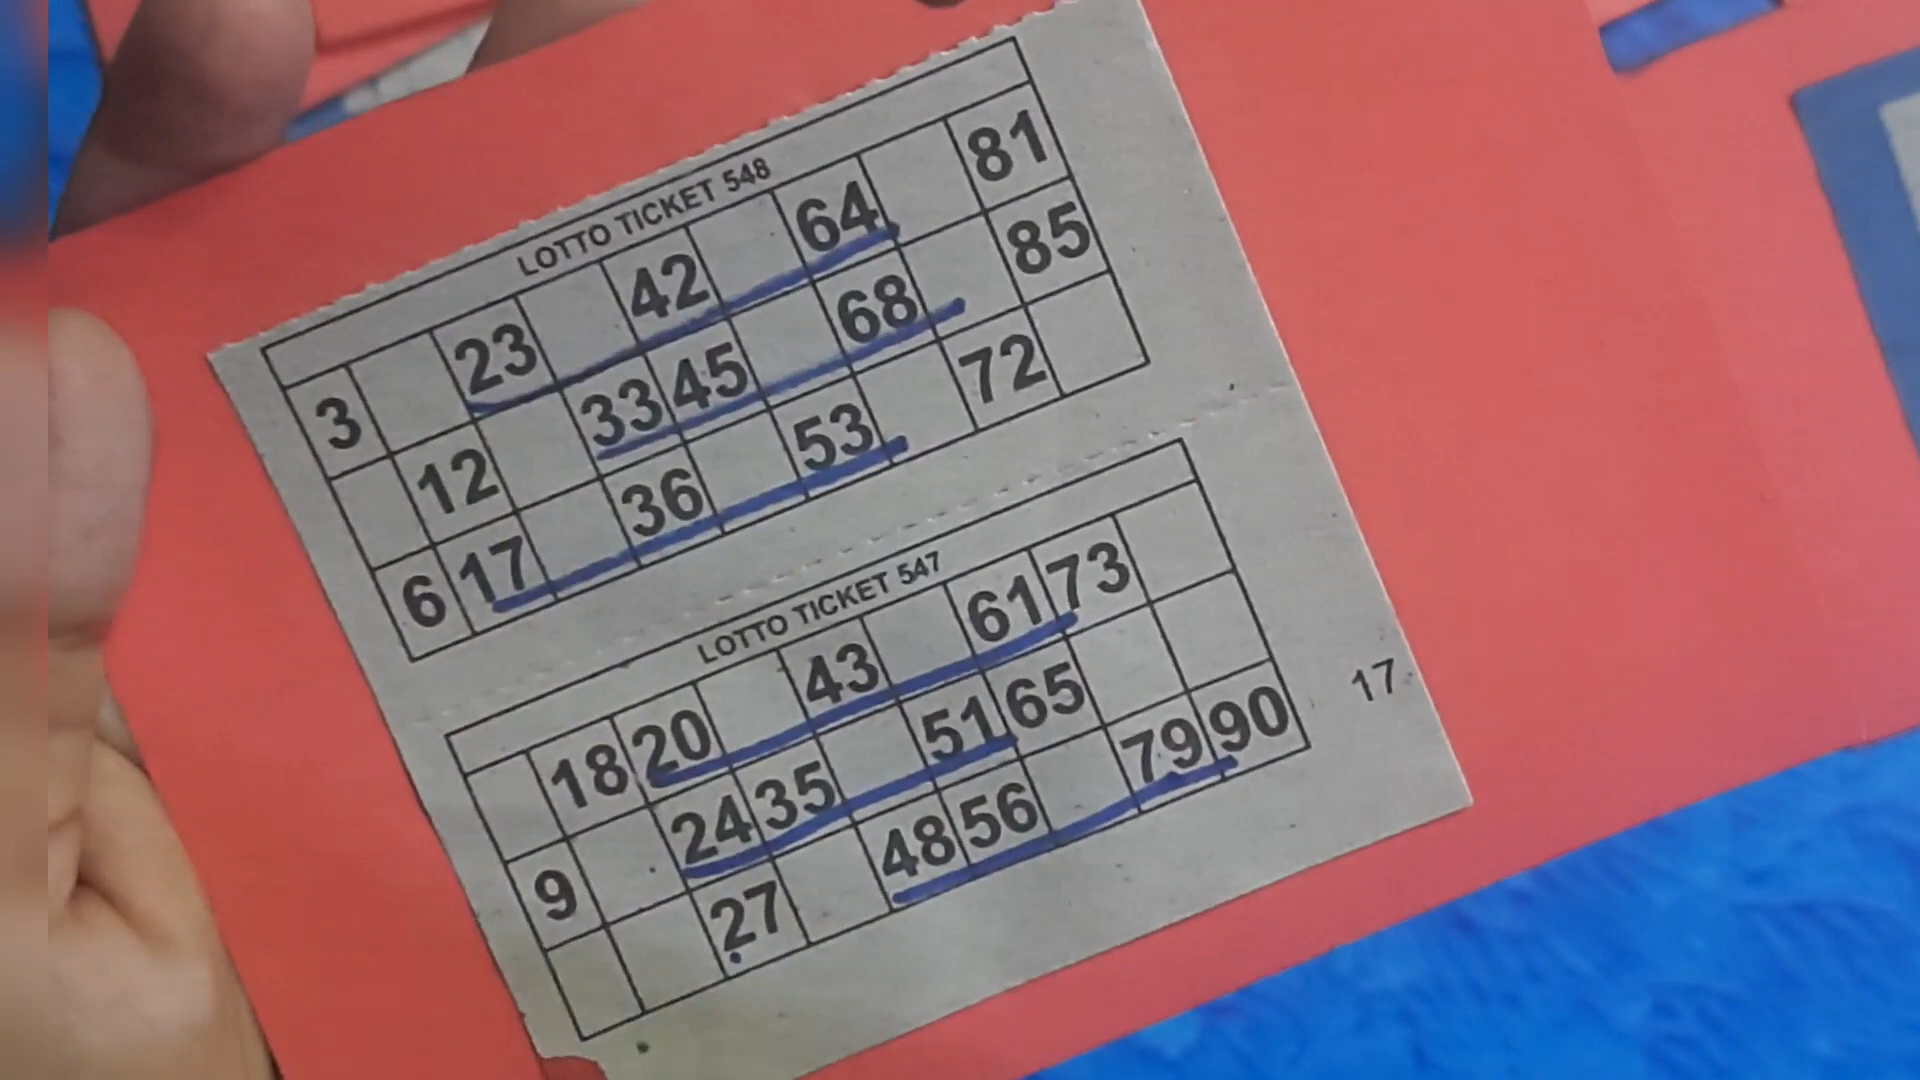 LOTTO TICKET 548
3 23 42 64 81
12 33 45 68 85
6 17 36 53 72
LOTTO TICKET 547
18 20 43 61 73
9 24 35 51 65
27 48 56 79 90
17